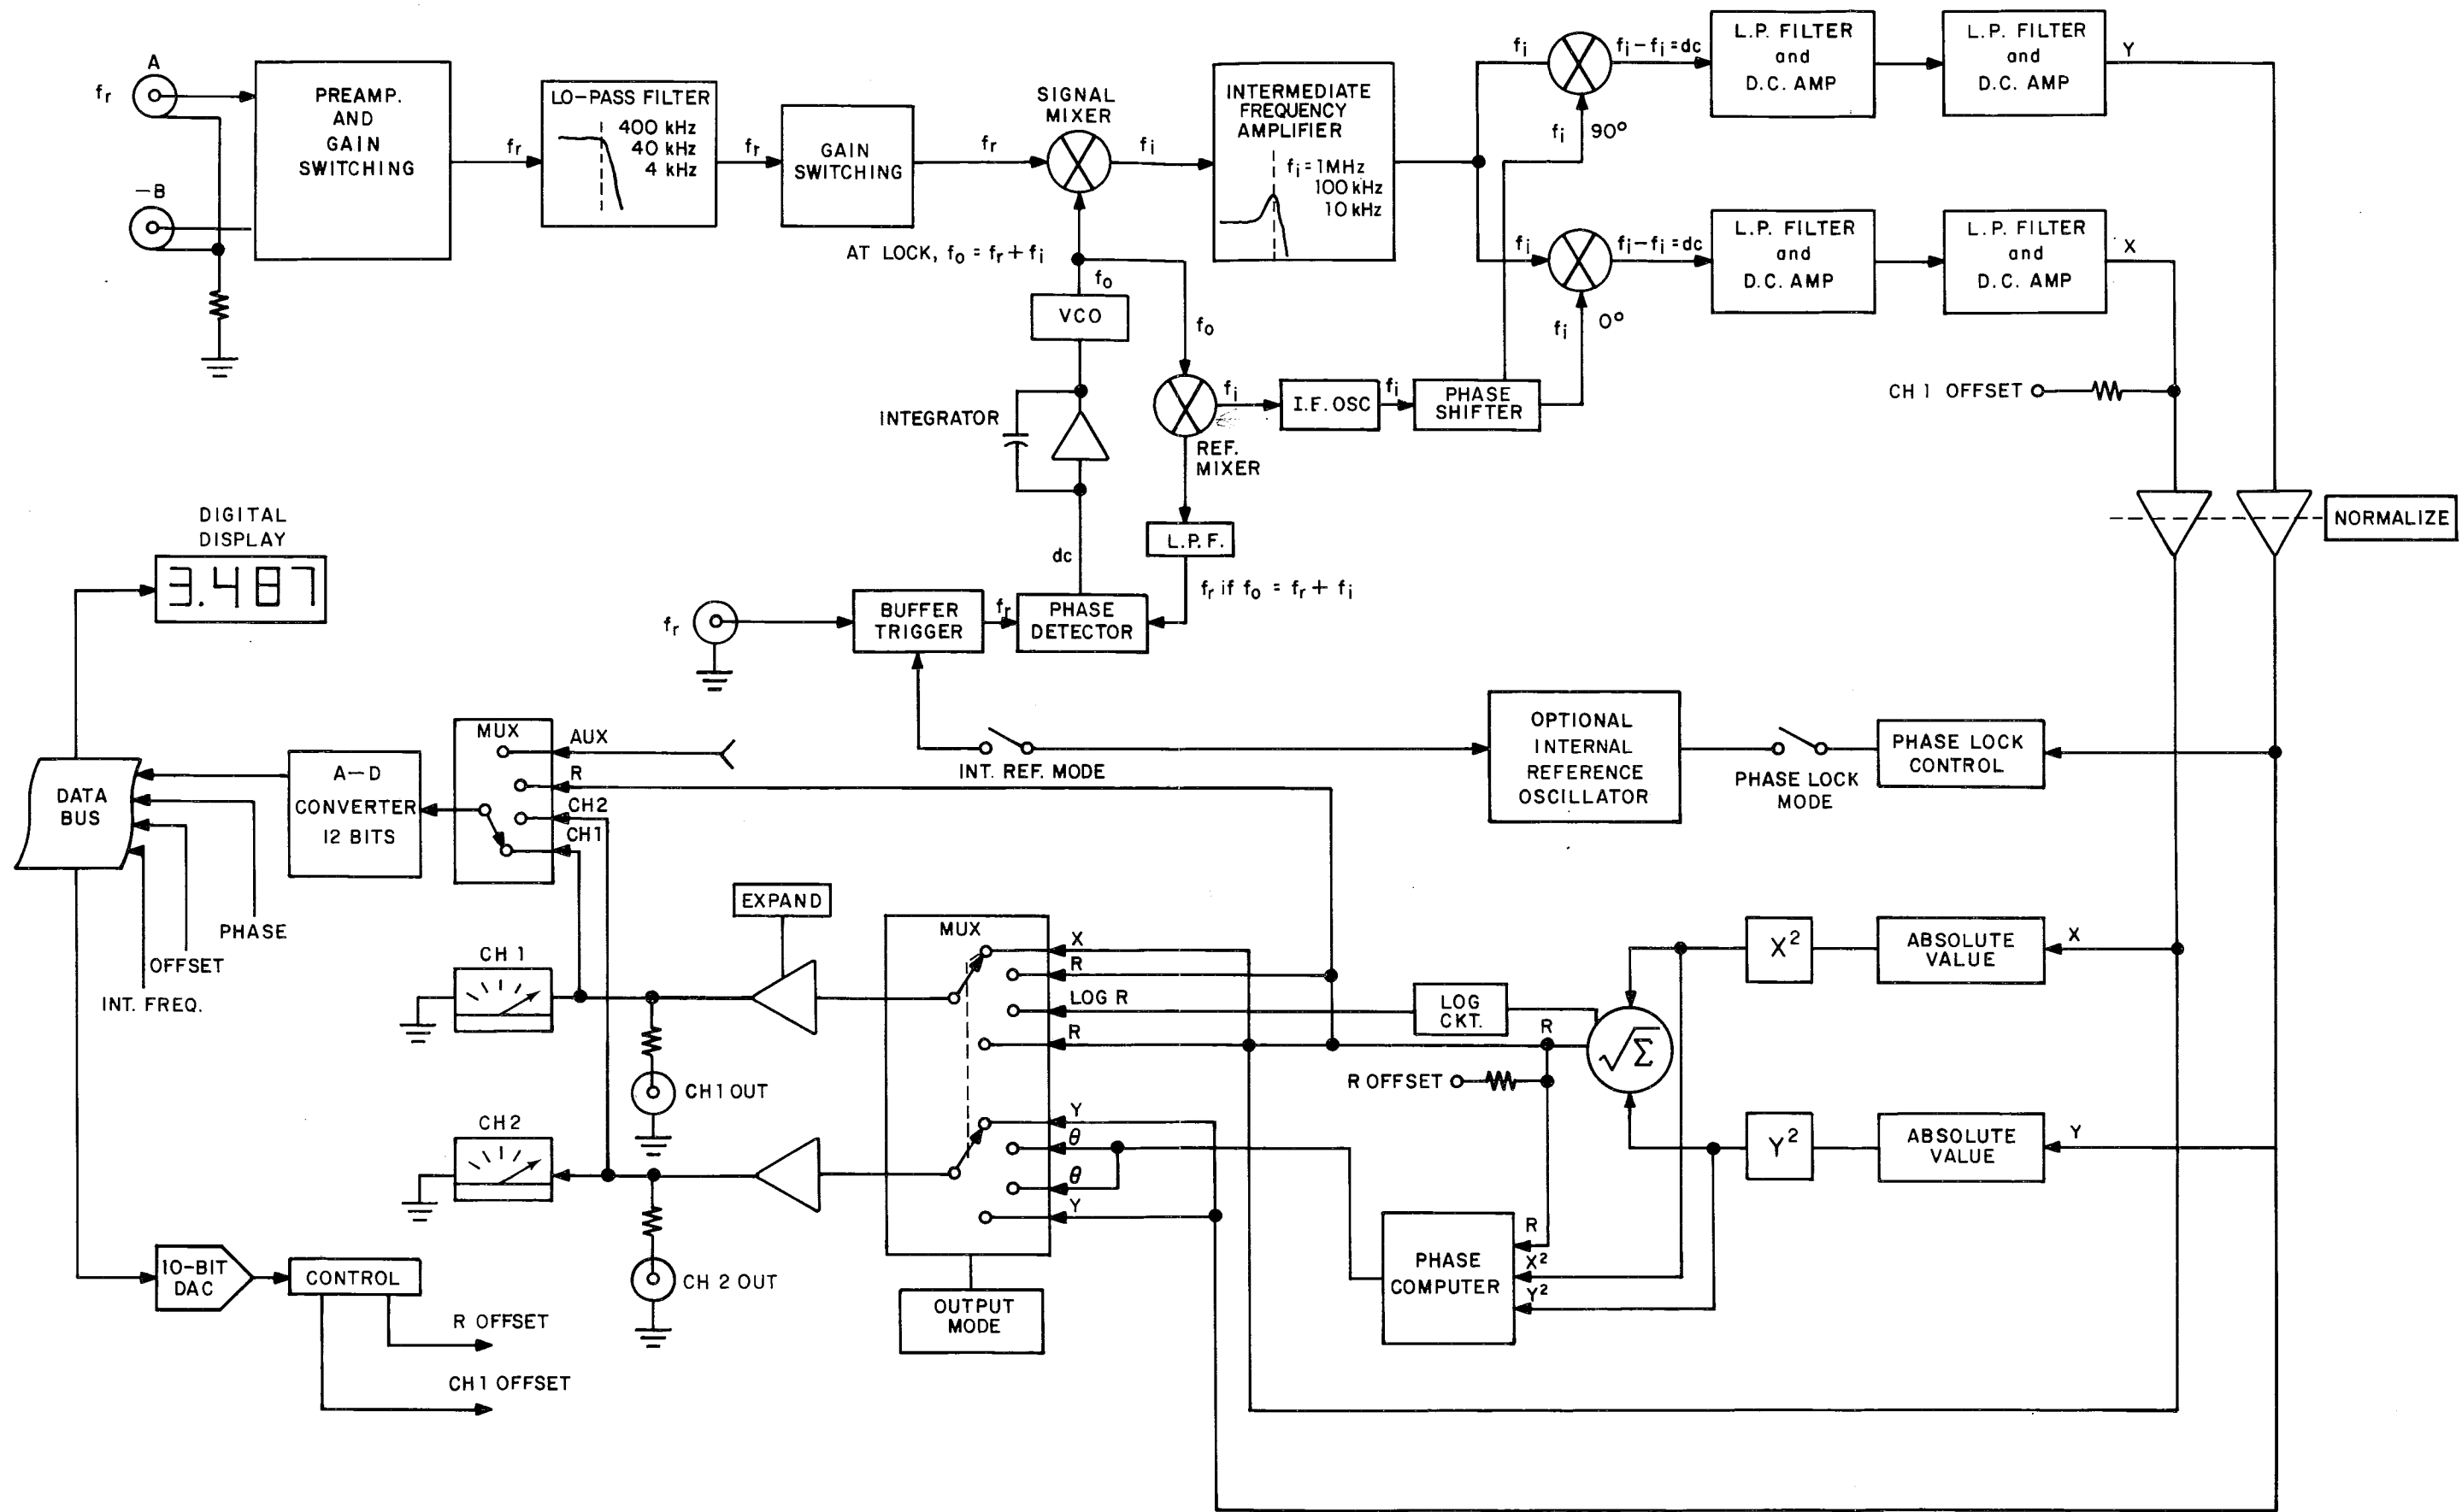 A
f_r
−B
PREAMP.
AND
GAIN
SWITCHING
f_r
LO-PASS FILTER
400 kHz
40 kHz
4 kHz
f_r
GAIN
SWITCHING
f_r
SIGNAL
MIXER
f_i
INTERMEDIATE
FREQUENCY
AMPLIFIER
f_i = 1MHz
100 kHz
10 kHz
f_i
f_i − f_i = dc
L.P. FILTER
and
D.C. AMP
L.P. FILTER
and
D.C. AMP
Y
f_i 90°
f_i
f_i − f_i = dc
L.P. FILTER
and
D.C. AMP
L.P. FILTER
and
D.C. AMP
X
f_i 0°
AT LOCK, f_o = f_r + f_i
f_o
VCO
f_o
INTEGRATOR
f_i
I.F. OSC
f_i
PHASE
SHIFTER
REF.
MIXER
CH 1 OFFSET
NORMALIZE
L.P.F.
dc
f_r if f_o = f_r + f_i
f_r
BUFFER
TRIGGER
f_r
PHASE
DETECTOR
DIGITAL
DISPLAY
3.487
INT. REF. MODE
OPTIONAL
INTERNAL
REFERENCE
OSCILLATOR
PHASE LOCK
MODE
PHASE LOCK
CONTROL
DATA
BUS
A−D
CONVERTER
12 BITS
MUX
AUX
R
CH2
CH1
PHASE
OFFSET
INT. FREQ.
EXPAND
CH 1
CH 1 OUT
CH2
CH 2 OUT
MUX
X
R
LOG R
R
Y
θ
θ
Y
OUTPUT
MODE
LOG
CKT.
R
R OFFSET
√Σ
X²
ABSOLUTE
VALUE
X
Y²
ABSOLUTE
VALUE
Y
PHASE
COMPUTER
R
X²
Y²
10-BIT
DAC
CONTROL
R OFFSET
CH 1 OFFSET